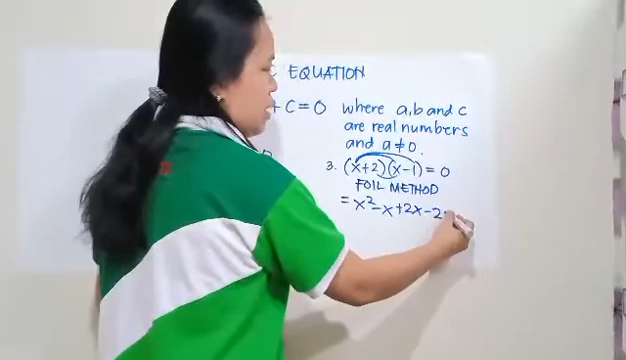 EQUATION
+ C = 0 where a, b and c
are real numbers
and a ≠ 0.
3. (x+2)(x-1) = 0
FOIL METHOD
= x² - x + 2x - 2